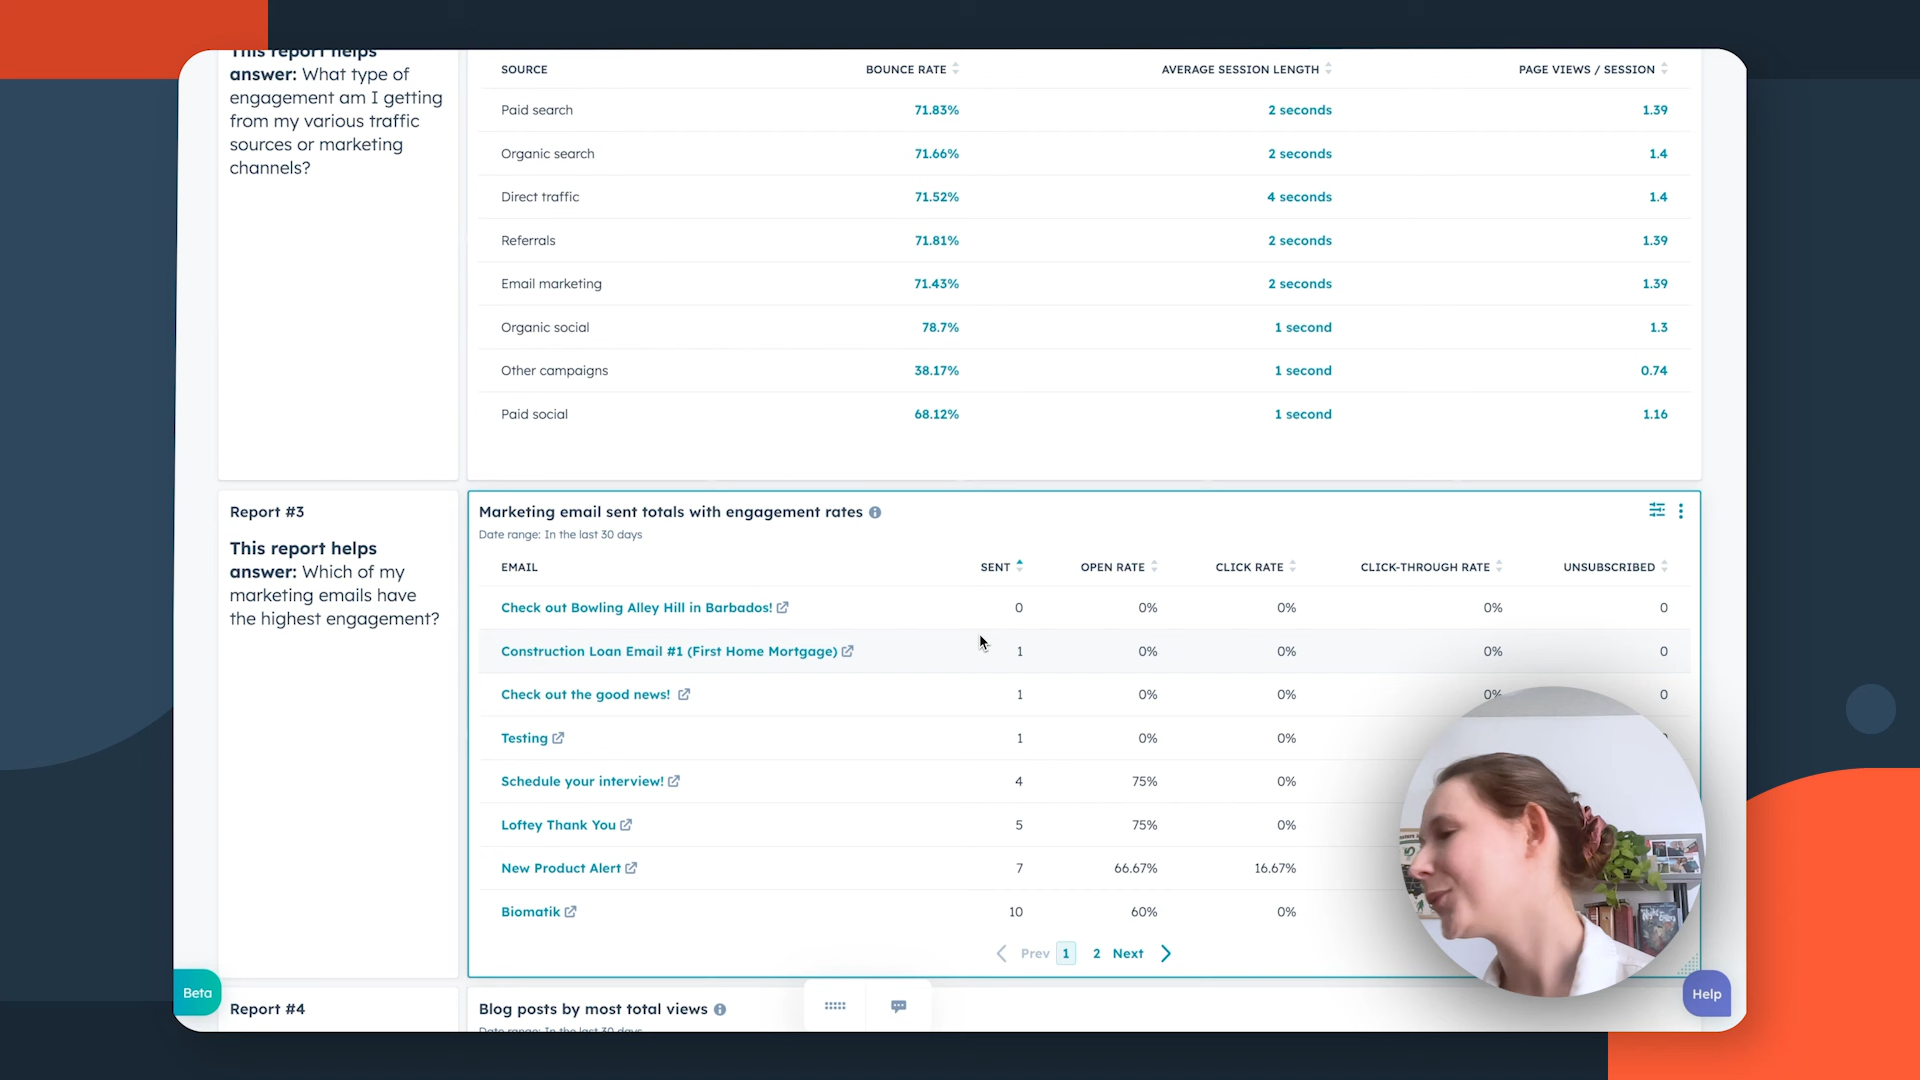 This report helps
answer: What type of
engagement am I getting
from my various traffic
sources or marketing
channels?
SOURCE BOUNCE RATE AVERAGE SESSION LENGTH PAGE VIEWS / SESSION
Paid search 71.83% 2 seconds 1.39
Organic search 71.66% 2 seconds 1.4
Direct traffic 71.52% 4 seconds 1.4
Referrals 71.81% 2 seconds 1.39
Email marketing 71.43% 2 seconds 1.39
Organic social 78.7% 1 second 1.3
Other campaigns 38.17% 1 second 0.74
Paid social 68.12% 1 second 1.16
Report #3
This report helps
answer: Which of my
marketing emails have
the highest engagement?
Marketing email sent totals with engagement rates
Date range: In the last 30 days
EMAIL SENT OPEN RATE CLICK RATE CLICK-THROUGH RATE UNSUBSCRIBED
Check out Bowling Alley Hill in Barbados! 0 0% 0% 0% 0
Construction Loan Email #1 (First Home Mortgage) 1 0% 0% 0% 0
Check out the good news! 1 0% 0% 0% 0
Testing 1 0% 0%
Schedule your interview! 4 75% 0%
Loftey Thank You 5 75% 0%
New Product Alert 7 66.67% 16.67%
Biomatik 10 60% 0%
Prev 1 2 Next
Beta
Help
Report #4
Blog posts by most total views
Date range: In the last 30 days